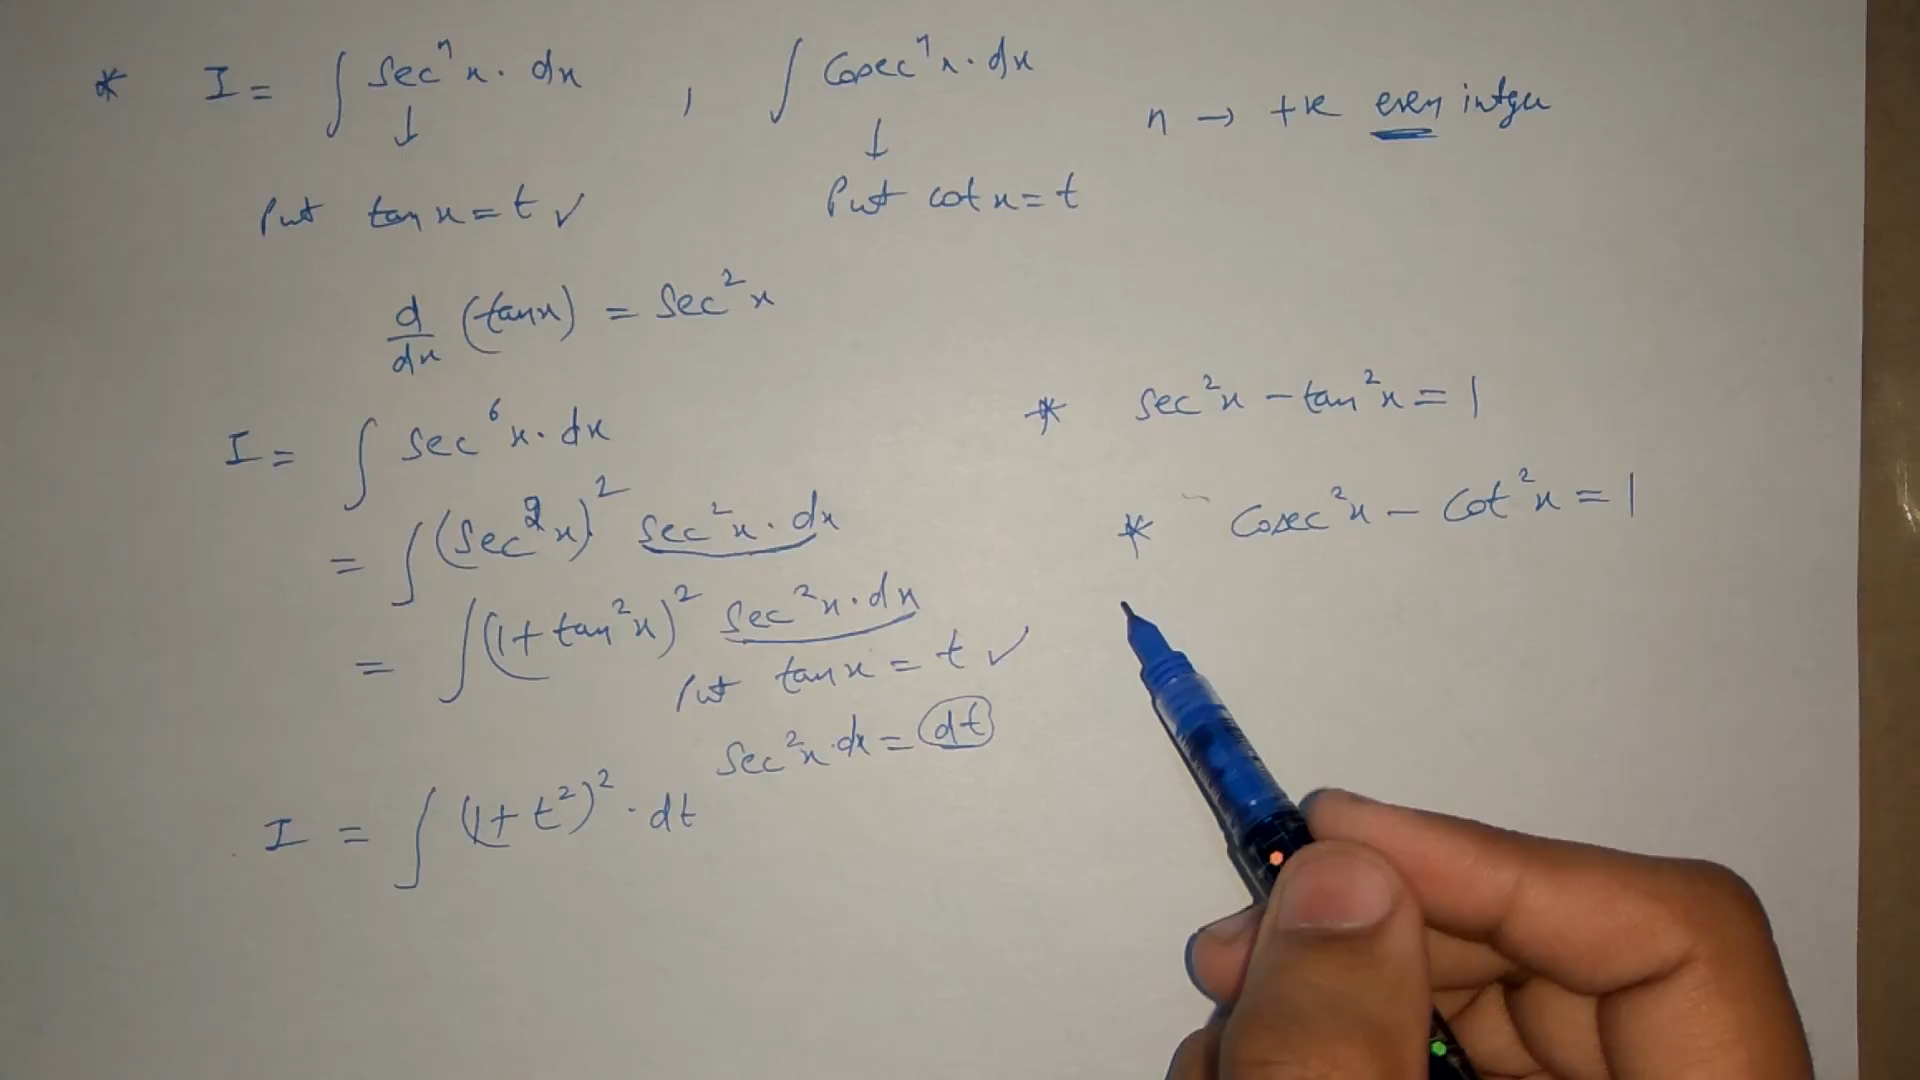 * I = ∫ secⁿx · dx , ∫ cosecⁿx · dx n → +ve even integer
Put tan x = t ✓ Put cot x = t
d/dx (tan x) = sec²x
I = ∫ sec⁶x · dx
* sec²x − tan²x = 1
= ∫ (sec²x)² sec²x · dx
* cosec²x − cot²x = 1
= ∫ (1 + tan²x)² sec²x · dx
Put tan x = t ✓
sec²x · dx = dt
I = ∫ (1 + t²)² · dt